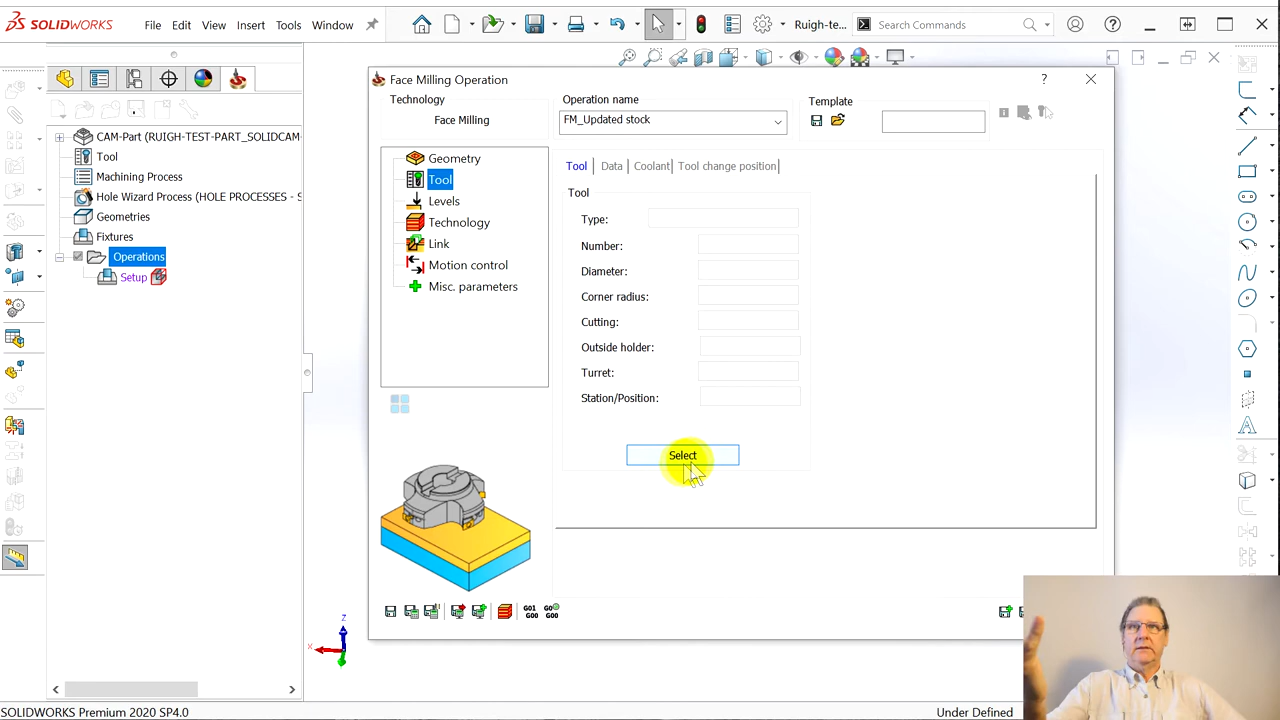 SOLIDWORKS File Edit View Insert Tools Window Ruigh-te... Search Commands
Face Milling Operation
Technology
Face Milling
Operation name
FM_Updated stock
Template
Geometry
Tool
Levels
Technology
Link
Motion control
Misc. parameters
Tool Data Coolant Tool change position
Tool
Type:
Number:
Diameter:
Corner radius:
Cutting:
Outside holder:
Turret:
Station/Position:
Select
CAM-Part (RUIGH-TEST-PART_SOLIDCAM
Tool
Machining Process
Hole Wizard Process (HOLE PROCESSES - S
Geometries
Fixtures
Operations
Setup
G01
G00
Z
X
SOLIDWORKS Premium 2020 SP4.0
Under Defined